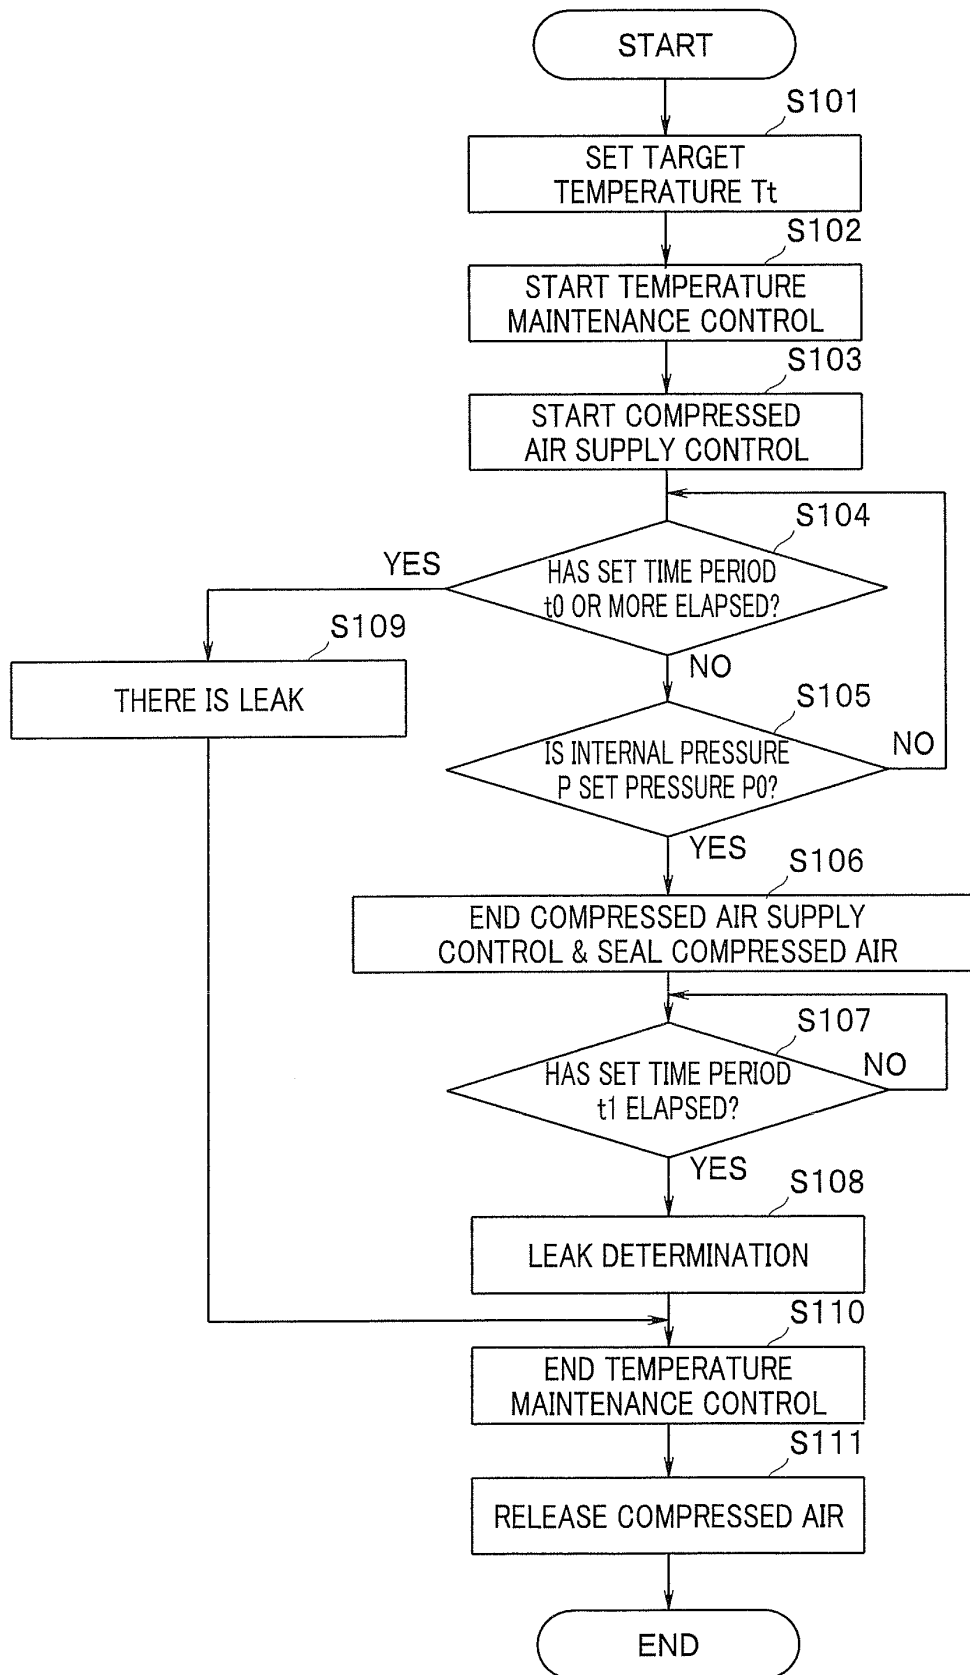 START
S101
SET TARGET
TEMPERATURE Tt
S102
START TEMPERATURE
MAINTENANCE CONTROL
S103
START COMPRESSED
AIR SUPPLY CONTROL
S104
YES
HAS SET TIME PERIOD
t0 OR MORE ELAPSED?
S109
NO
THERE IS LEAK
S105
IS INTERNAL PRESSURE
P SET PRESSURE P0?
NO
YES
S106
END COMPRESSED AIR SUPPLY
CONTROL & SEAL COMPRESSED AIR
S107
HAS SET TIME PERIOD
t1 ELAPSED?
NO
YES
S108
LEAK DETERMINATION
S110
END TEMPERATURE
MAINTENANCE CONTROL
S111
RELEASE COMPRESSED AIR
END